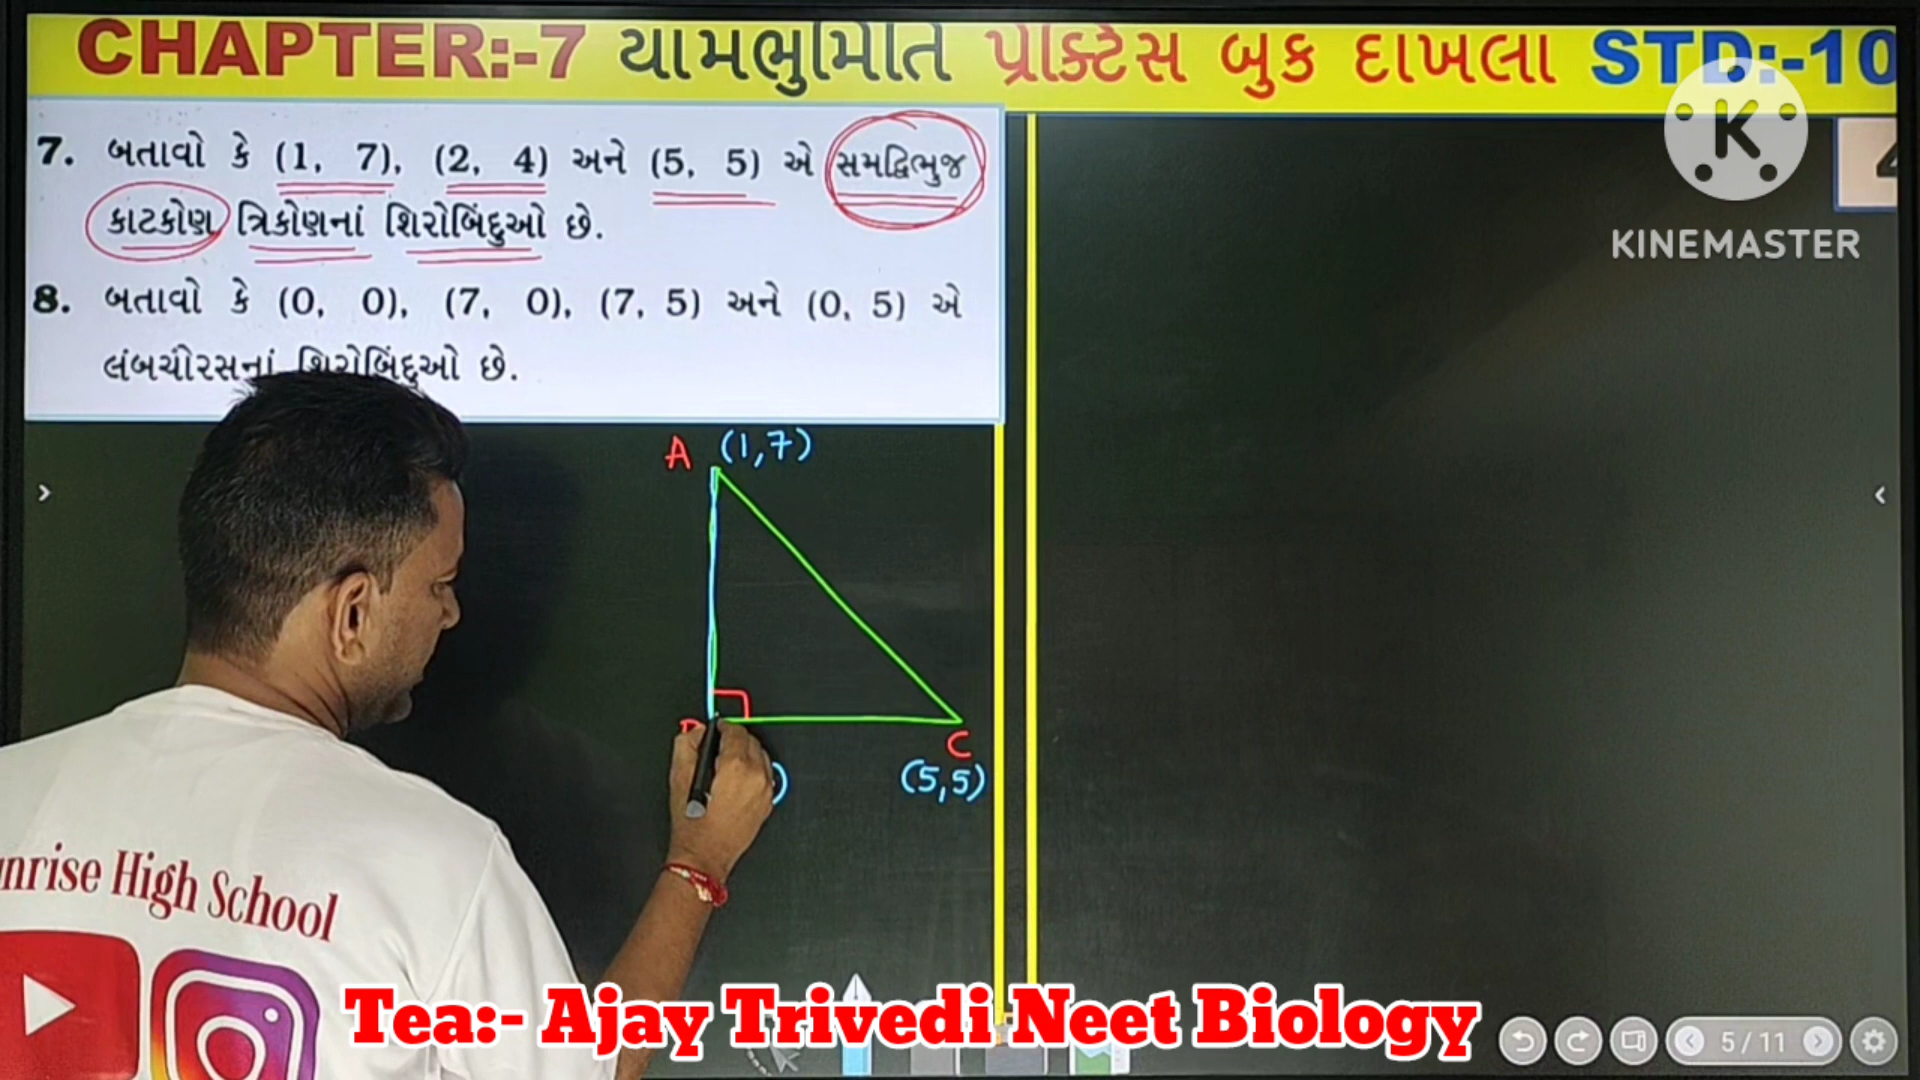 CHAPTER:-7 યામભુમિતિ પ્રેક્ટિસ બુક દાખલા STD:-10
7. બતાવો કે (1, 7), (2, 4) અને (5, 5) એ સમદ્વિભુજ
કાટકોણ ત્રિકોણનાં શિરોબિંદુઓ છે.
8. બતાવો કે (0, 0), (7, 0), (7, 5) અને (0, 5) એ
લંબચોરસનાં શિરોબિંદુઓ છે.
K
KINEMASTER
A (1,7)
C
(5,5)
High School
Tea:- Ajay Trivedi Neet Biology
5/11